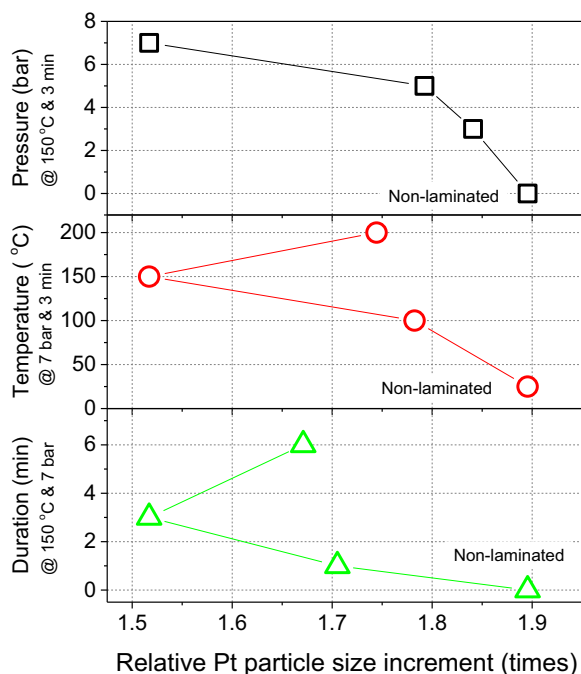 Pressure (bar)
@ 150 °C & 3 min
8
6
4
2
0
Non-laminated
Temperature ( °C)
@ 7 bar & 3 min
200
150
100
50
0
Non-laminated
Duration (min)
@ 150 °C & 7 bar
6
4
2
0
Non-laminated
1.5 1.6 1.7 1.8 1.9
Relative Pt particle size increment (times)